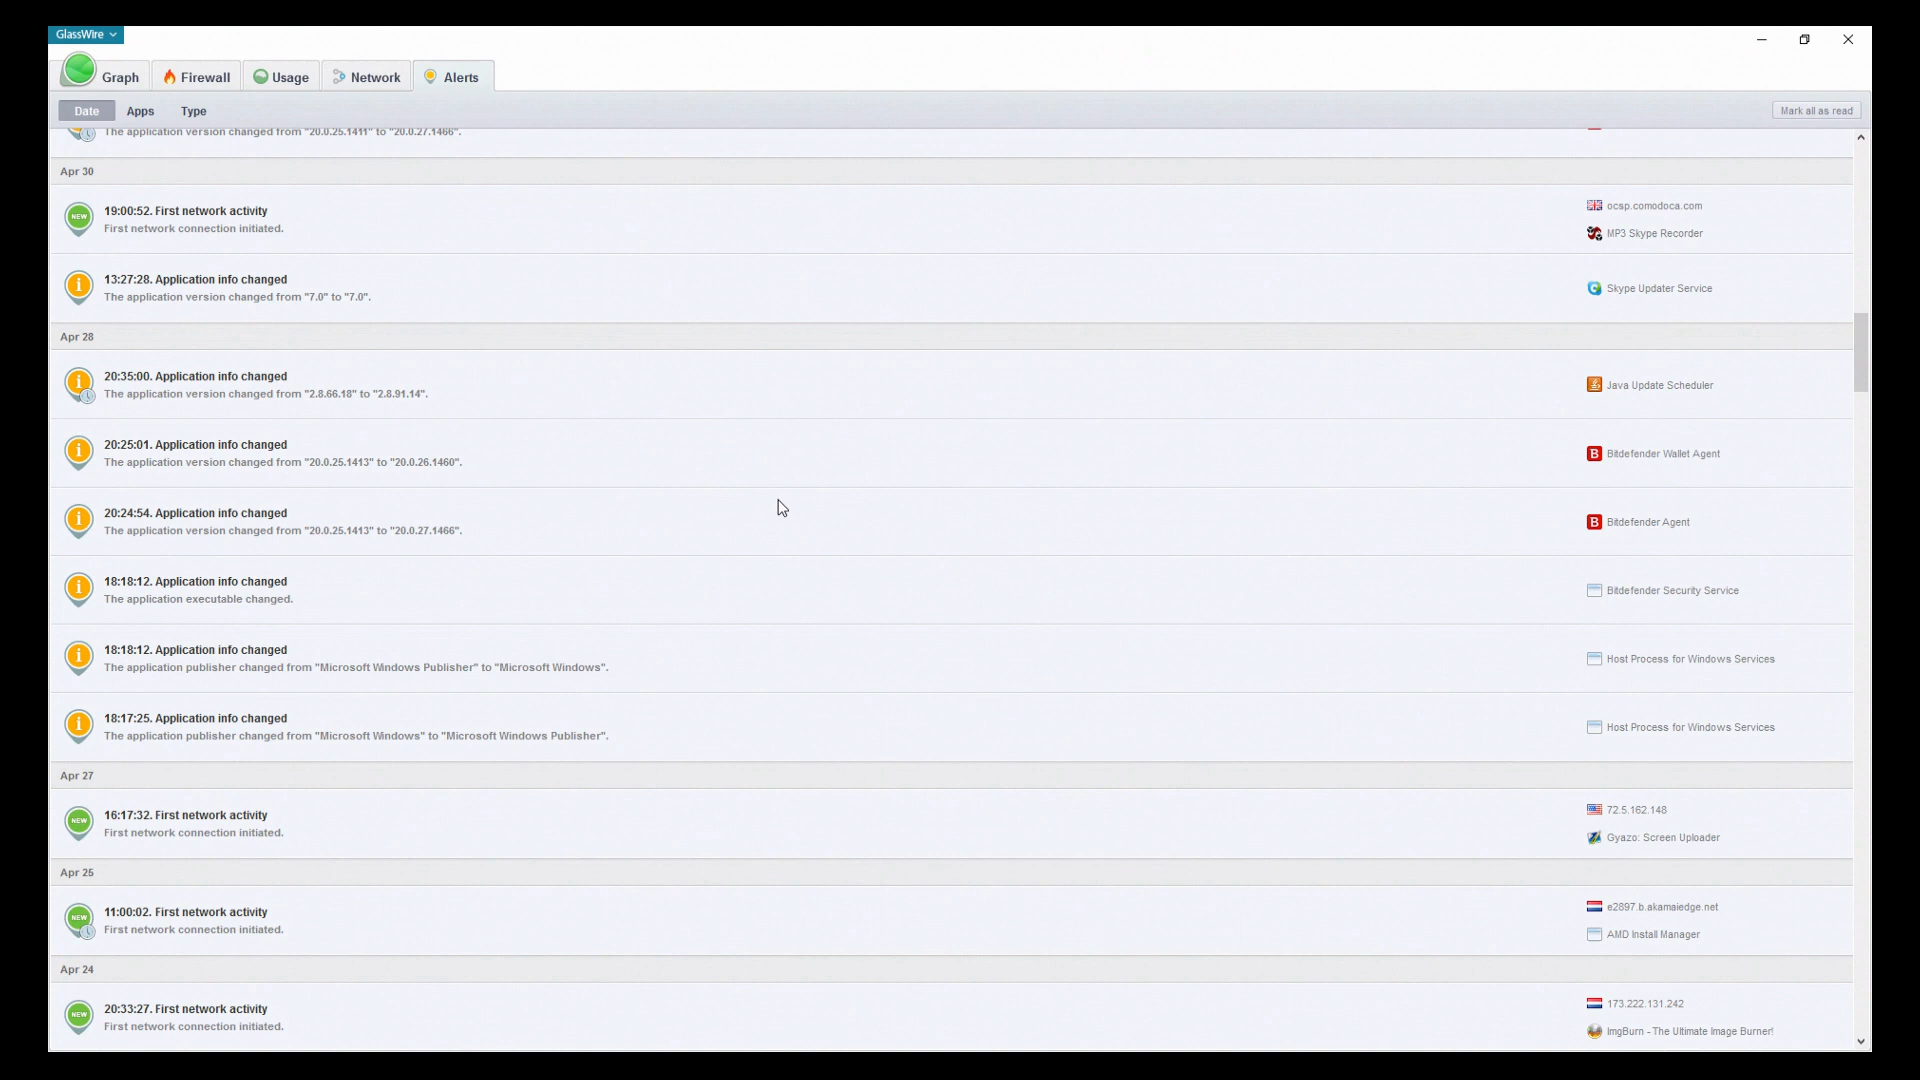 GlassWire
Graph
Firewall
Usage
Network
Alerts
Date
Apps
Type
Mark all as read
The application version changed from "20.0.25.1411" to "20.0.27.1466".
Apr 30
NEW
19:00:52. First network activity
First network connection initiated.
ocsp.comodoca.com
MP3 Skype Recorder
13:27:28. Application info changed
The application version changed from "7.0" to "7.0".
Skype Updater Service
Apr 28
20:35:00. Application info changed
The application version changed from "2.8.66.18" to "2.8.91.14".
Java Update Scheduler
20:25:01. Application info changed
The application version changed from "20.0.25.1413" to "20.0.26.1460".
B Bitdefender Wallet Agent
20:24:54. Application info changed
The application version changed from "20.0.25.1413" to "20.0.27.1466".
B Bitdefender Agent
18:18:12. Application info changed
The application executable changed.
Bitdefender Security Service
18:18:12. Application info changed
The application publisher changed from "Microsoft Windows Publisher" to "Microsoft Windows".
Host Process for Windows Services
18:17:25. Application info changed
The application publisher changed from "Microsoft Windows" to "Microsoft Windows Publisher".
Host Process for Windows Services
Apr 27
NEW
16:17:32. First network activity
First network connection initiated.
72.5.162.148
Gyazo: Screen Uploader
Apr 25
NEW
11:00:02. First network activity
First network connection initiated.
e2897.b.akamaiedge.net
AMD Install Manager
Apr 24
NEW
20:33:27. First network activity
First network connection initiated.
173.222.131.242
ImgBurn - The Ultimate Image Burner!